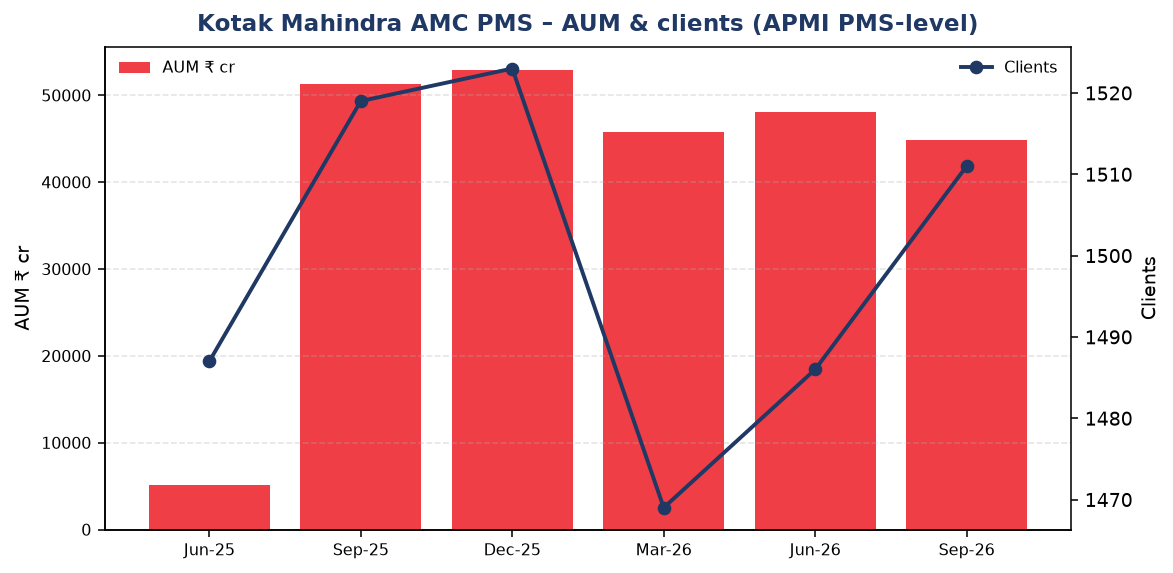 Kotak Mahindra AMC PMS – AUM & clients (APMI PMS-level)
AUM ₹ cr
Clients
50000
40000
30000
20000
10000
0
AUM ₹ cr
1520
1510
1500
1490
1480
1470
Clients
Jun-25
Sep-25
Dec-25
Mar-26
Jun-26
Sep-26